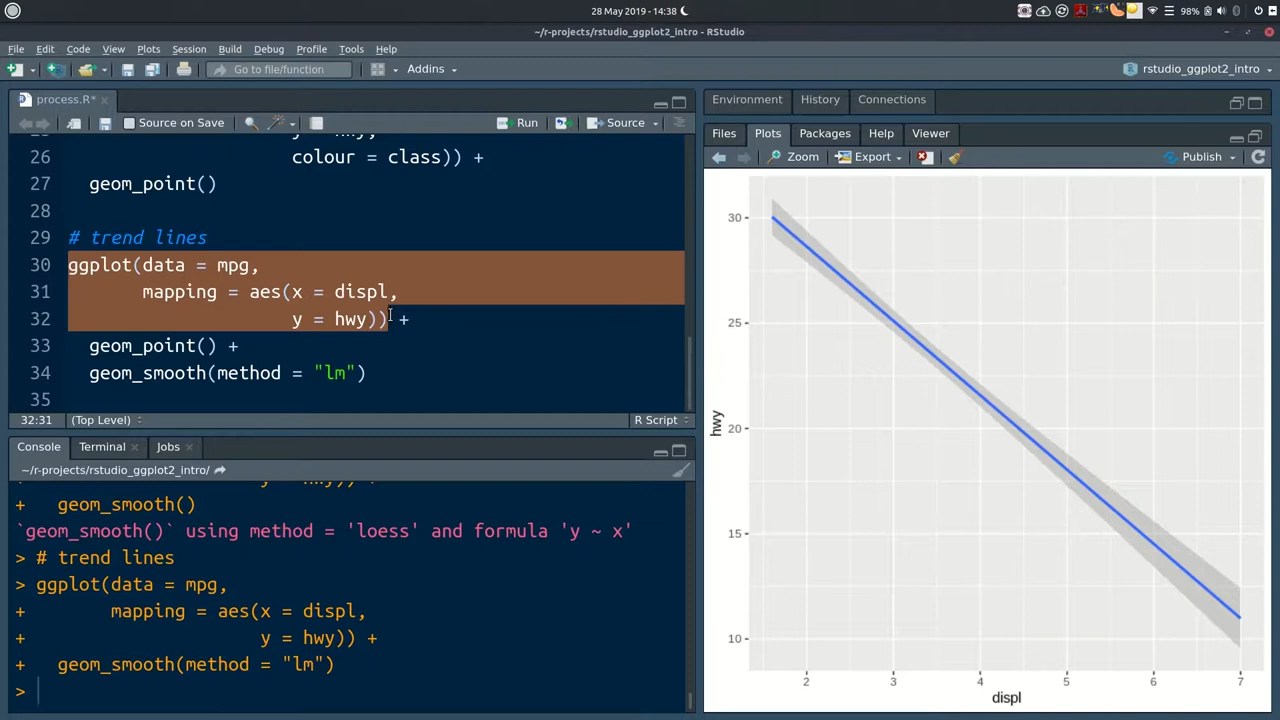 28 May 2019 - 14:38
98%
~/r-projects/rstudio_ggplot2_intro - RStudio
File Edit Code View Plots Session Build Debug Profile Tools Help
Go to file/function Addins rstudio_ggplot2_intro
process.R*
Source on Save Run Source
y = hwy,
26 colour = class)) +
27 geom_point()
28
29 # trend lines
30 ggplot(data = mpg,
31 mapping = aes(x = displ,
32 y = hwy)) +
33 geom_point() +
34 geom_smooth(method = "lm")
35
32:31 (Top Level) R Script
Console Terminal Jobs
~/r-projects/rstudio_ggplot2_intro/
+ y = hwy)) +
+ geom_smooth()
`geom_smooth()` using method = 'loess' and formula 'y ~ x'
> # trend lines
> ggplot(data = mpg,
+ mapping = aes(x = displ,
+ y = hwy)) +
+ geom_smooth(method = "lm")
>
Environment History Connections
Files Plots Packages Help Viewer
Zoom Export Publish
30
25
20
15
10
hwy
2 3 4 5 6 7
displ